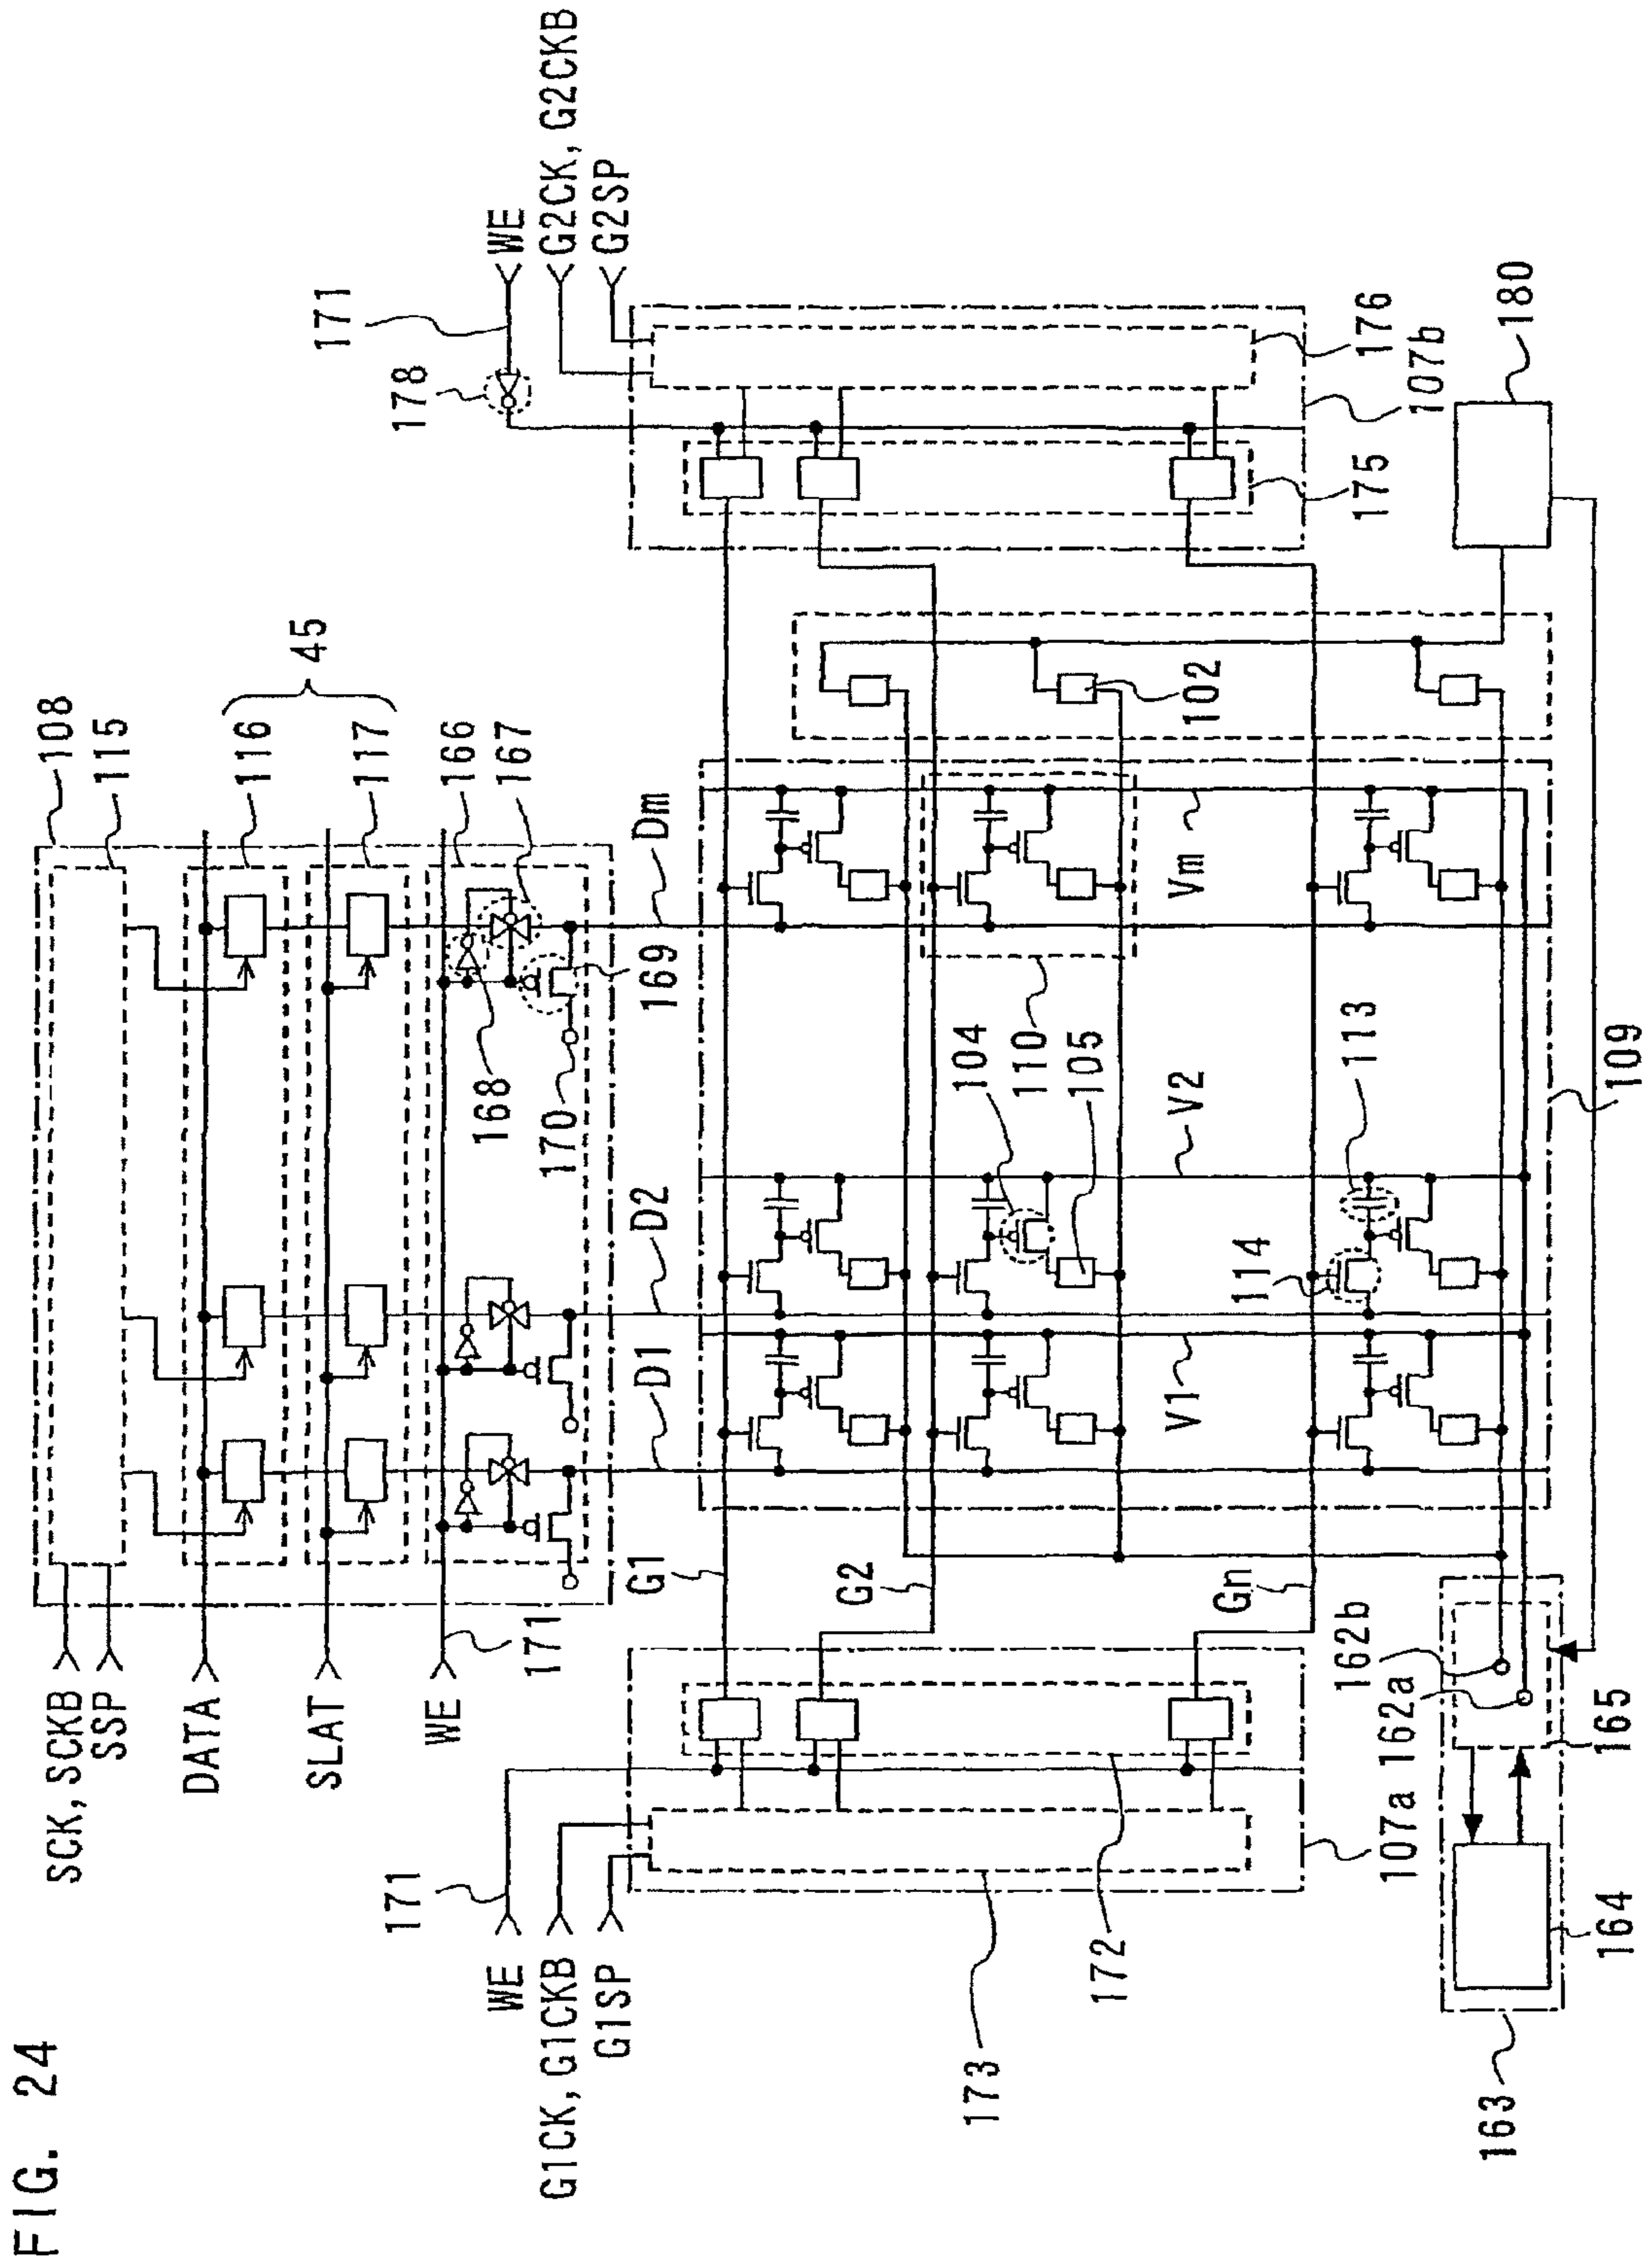 FIG. 24
SCK, SCKB
SSP
DATA
SLAT
WE
171
108
115
116
45
117
166
167
168
169
170
D1
D2
Dm
171
WE
G1CK, G1CKB
G1SP
173
172
107a
G1
G2
Gn
V1
V2
Vm
104
110
105
114
113
109
102
171
178
WE
G2CK, G2CKB
G2SP
176
107b
175
180
162b
162a
165
164
163